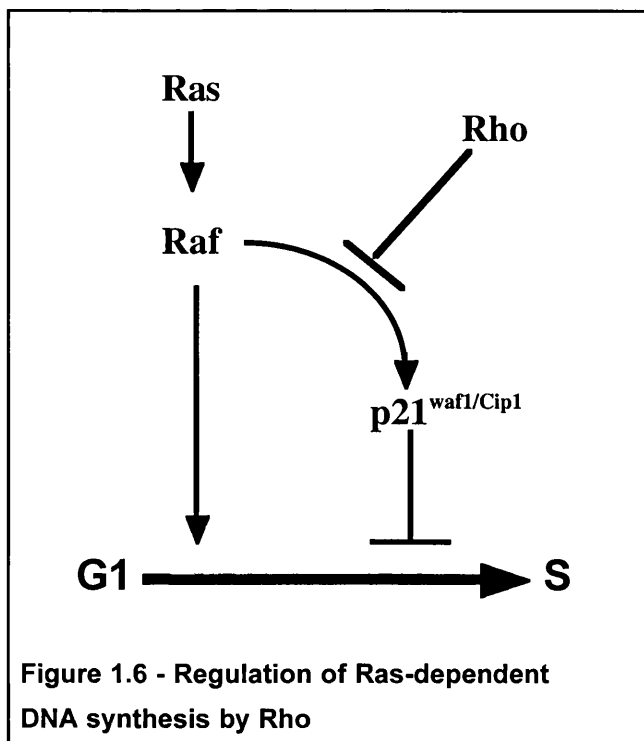 Ras
Rho
Raf
p21waf1/Cip1
G1 S
Figure 1.6 - Regulation of Ras-dependent
DNA synthesis by Rho